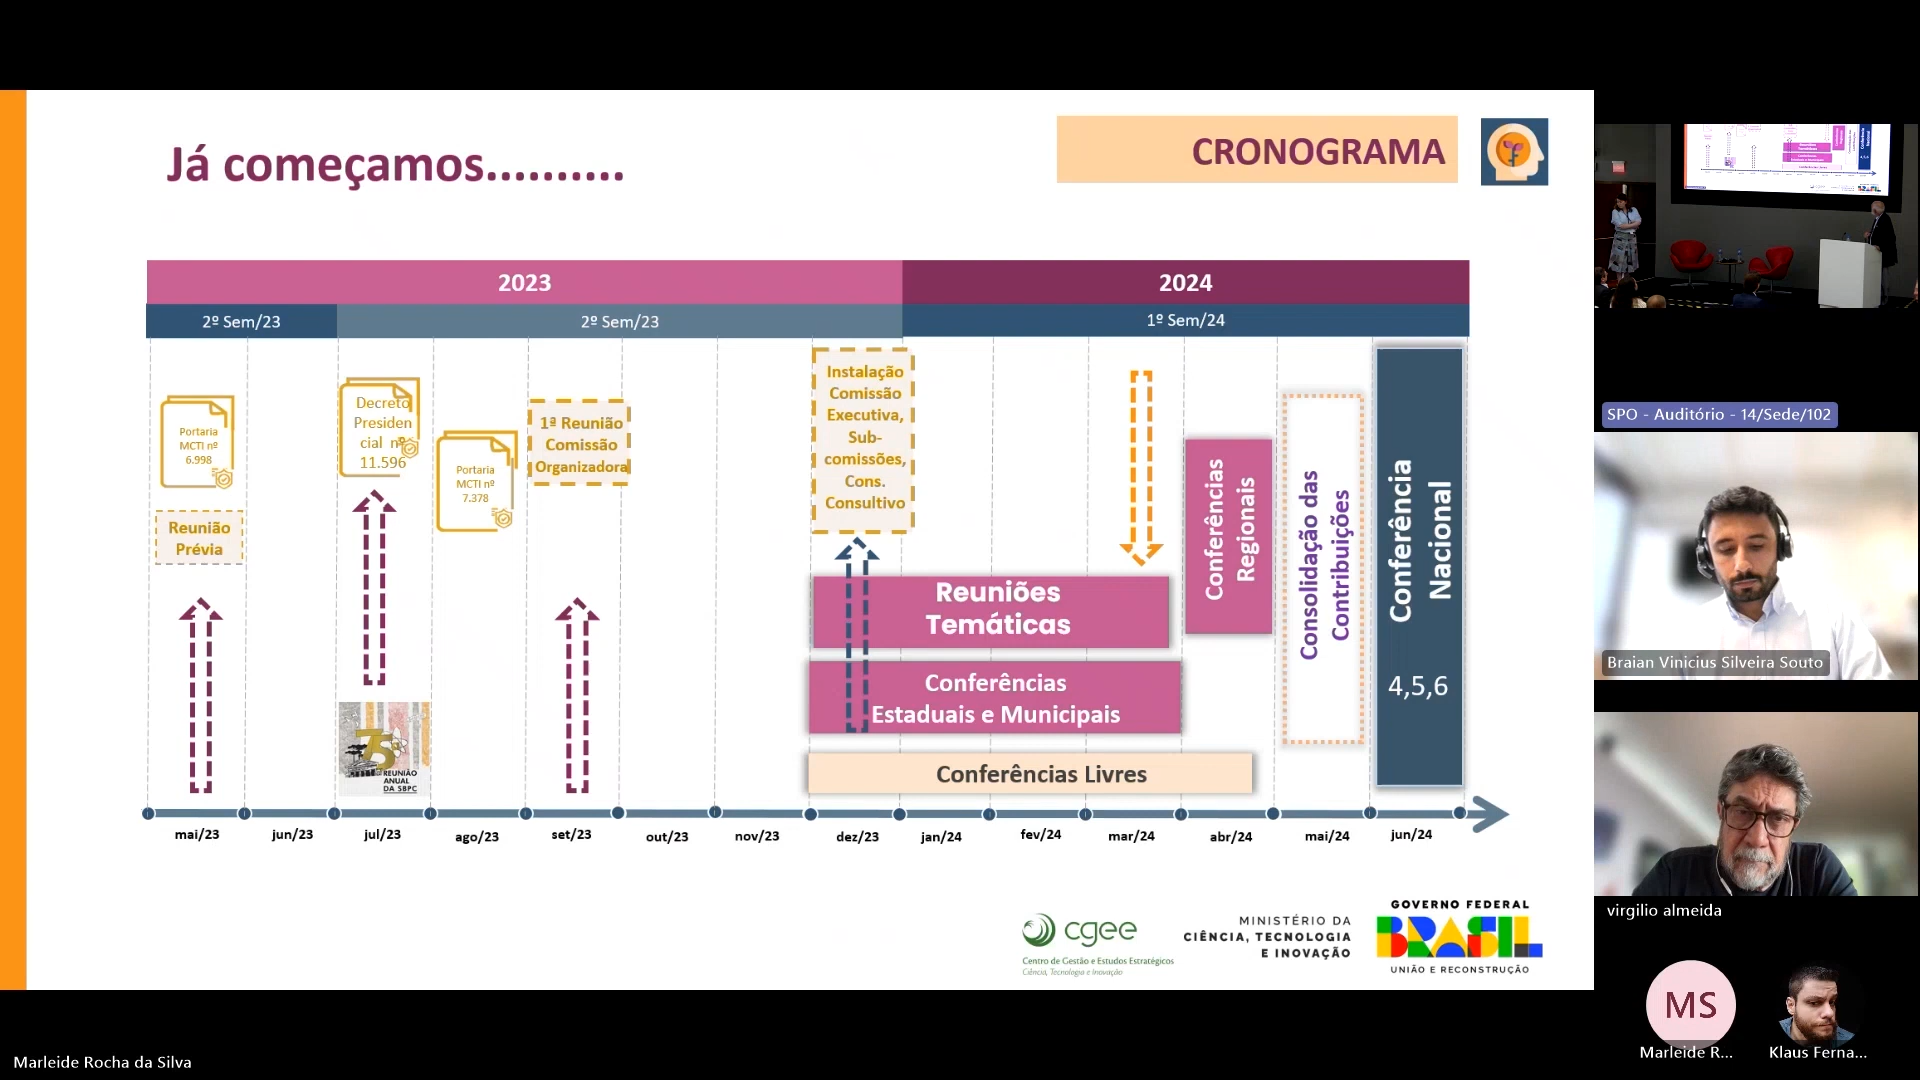 Já começamos..........
CRONOGRAMA
2023
2024
2º Sem/23
2º Sem/23
1º Sem/24
Portaria
MCTI nº
6.998
Reunião
Prévia
Decreto
Presiden
cial nº
11.596
Portaria
MCTI nº
7.378
1ª Reunião
Comissão
Organizadora
Instalação
Comissão
Executiva,
Sub-
comissões,
Cons.
Consultivo
Reuniões
Temáticas
Conferências
Estaduais e Municipais
Conferências Livres
Conferências
Regionais
Consolidação das
Contribuições
Conferência
Nacional
4,5,6
75
REUNIÃO
ANUAL
DA SBPC
mai/23
jun/23
jul/23
ago/23
set/23
out/23
nov/23
dez/23
jan/24
fev/24
mar/24
abr/24
mai/24
jun/24
cgee
Centro de Gestão e Estudos Estratégicos
Ciência, Tecnologia e Inovação
MINISTÉRIO DA
CIÊNCIA, TECNOLOGIA
E INOVAÇÃO
GOVERNO FEDERAL
BRASIL
UNIÃO E RECONSTRUÇÃO
SPO - Auditório - 14/Sede/102
Braian Vinicius Silveira Souto
virgilio almeida
MS
Marleide R...
Klaus Ferna...
Marleide Rocha da Silva